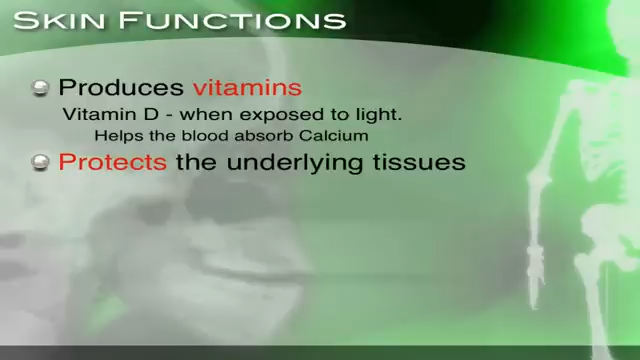 Skin Functions
Produces vitamins
Vitamin D - when exposed to light.
Helps the blood absorb Calcium
Protects the underlying tissues